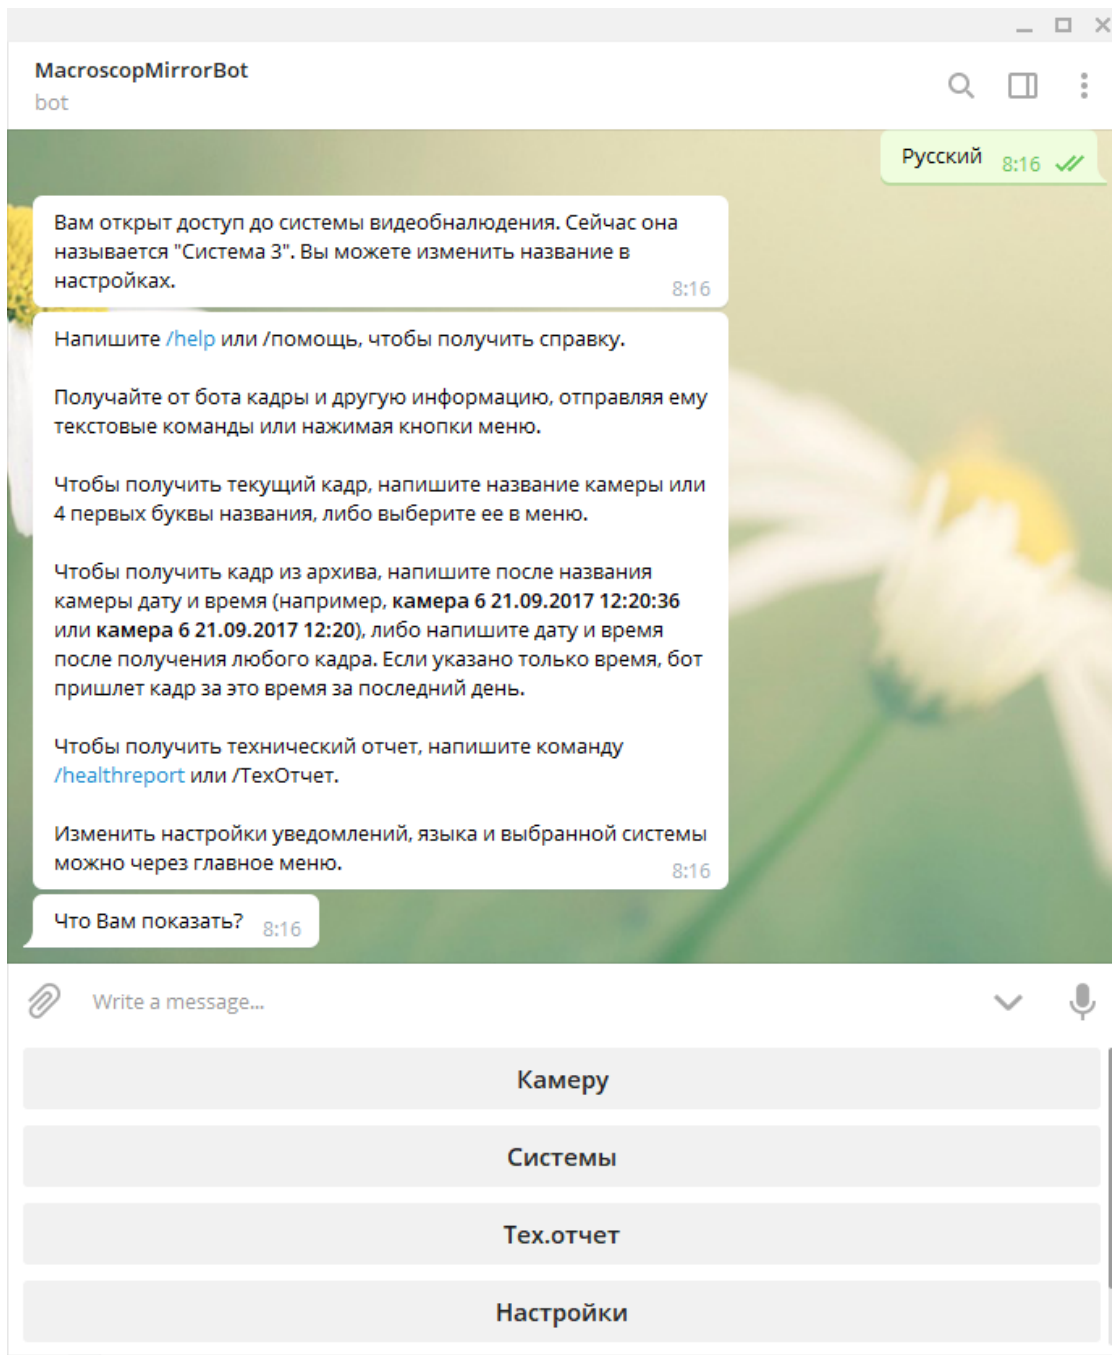 MacroscopMirrorBot
bot
Русский 8:16
Вам открыт доступ до системы видеобналюдения. Сейчас она
называется "Система 3". Вы можете изменить название в
настройках. 8:16
Напишите /help или /помощь, чтобы получить справку.
Получайте от бота кадры и другую информацию, отправляя ему
текстовые команды или нажимая кнопки меню.
Чтобы получить текущий кадр, напишите название камеры или
4 первых буквы названия, либо выберите ее в меню.
Чтобы получить кадр из архива, напишите после названия
камеры дату и время (например, камера 6 21.09.2017 12:20:36
или камера 6 21.09.2017 12:20), либо напишите дату и время
после получения любого кадра. Если указано только время, бот
пришлет кадр за это время за последний день.
Чтобы получить технический отчет, напишите команду
/healthreport или /ТехОтчет.
Изменить настройки уведомлений, языка и выбранной системы
можно через главное меню. 8:16
Что Вам показать? 8:16
Write a message...
Камеру
Системы
Тех.отчет
Настройки